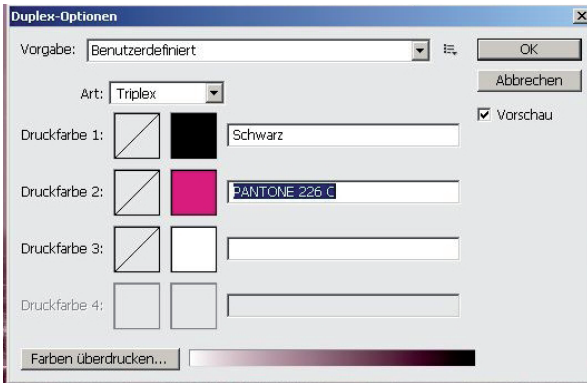 Duplex-Optionen
Vorgabe: Benutzerdefiniert
OK
Abbrechen
Vorschau
Art: Triplex
Druckfarbe 1: Schwarz
Druckfarbe 2: PANTONE 226 C
Druckfarbe 3:
Druckfarbe 4:
Farben überdrucken...